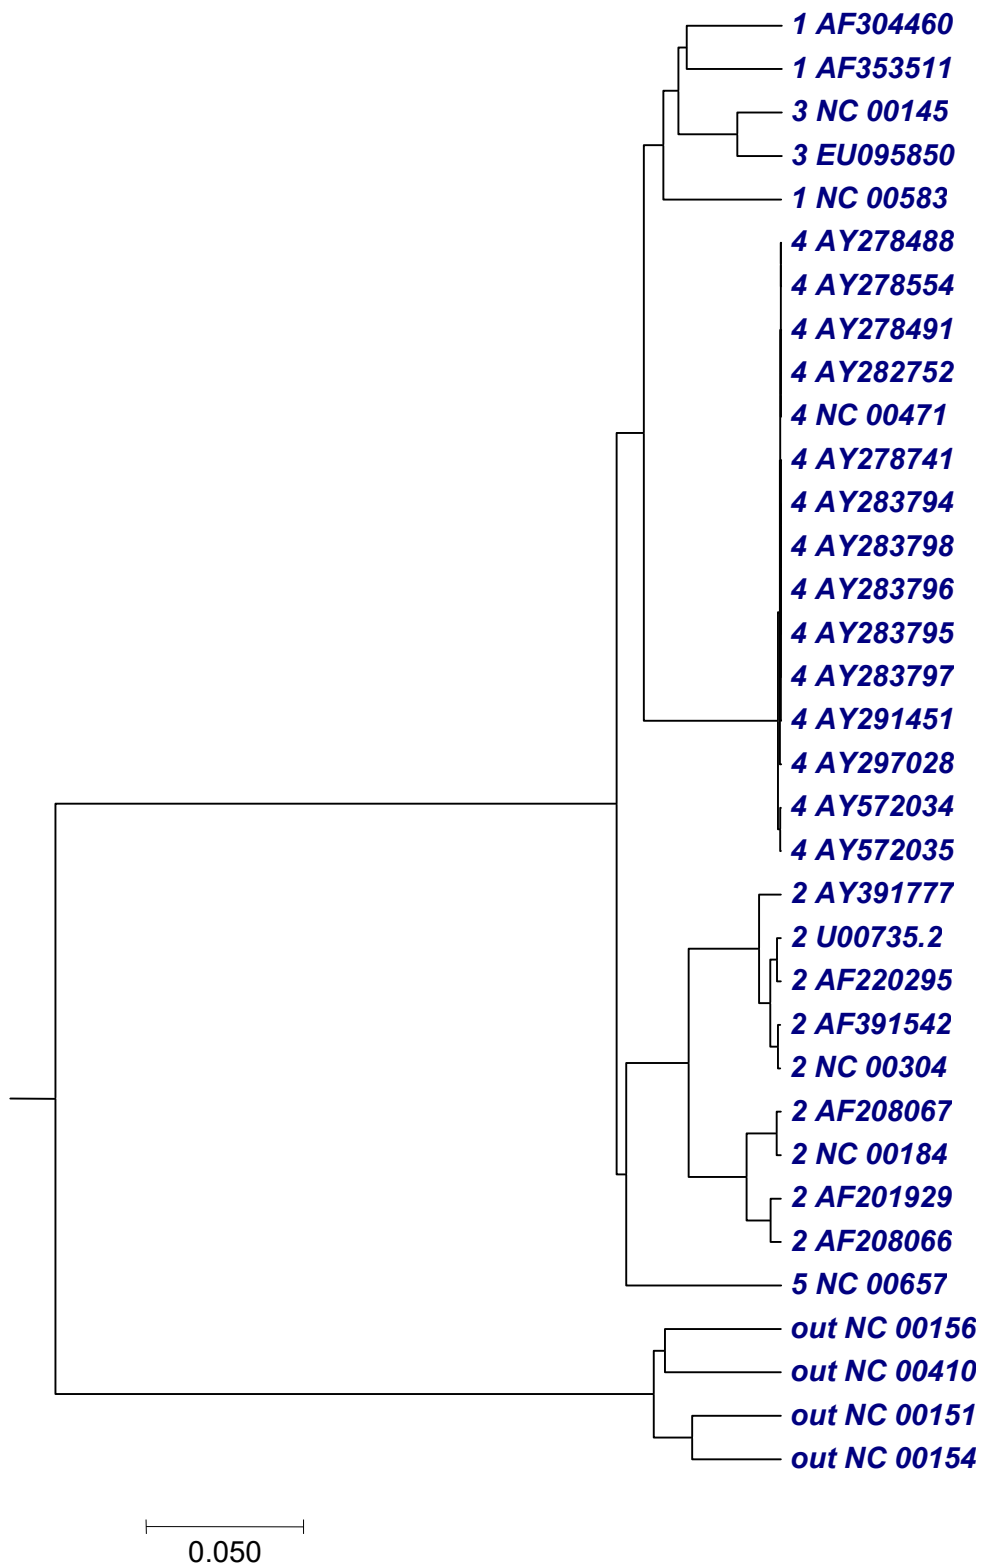 1 AF304460
1 AF353511
3 NC 00145
3 EU095850
1 NC 00583
4 AY278488
4 AY278554
4 AY278491
4 AY282752
4 NC 00471
4 AY278741
4 AY283794
4 AY283798
4 AY283796
4 AY283795
4 AY283797
4 AY291451
4 AY297028
4 AY572034
4 AY572035
2 AY391777
2 U00735.2
2 AF220295
2 AF391542
2 NC 00304
2 AF208067
2 NC 00184
2 AF201929
2 AF208066
5 NC 00657
out NC 00156
out NC 00410
out NC 00151
out NC 00154
0.050